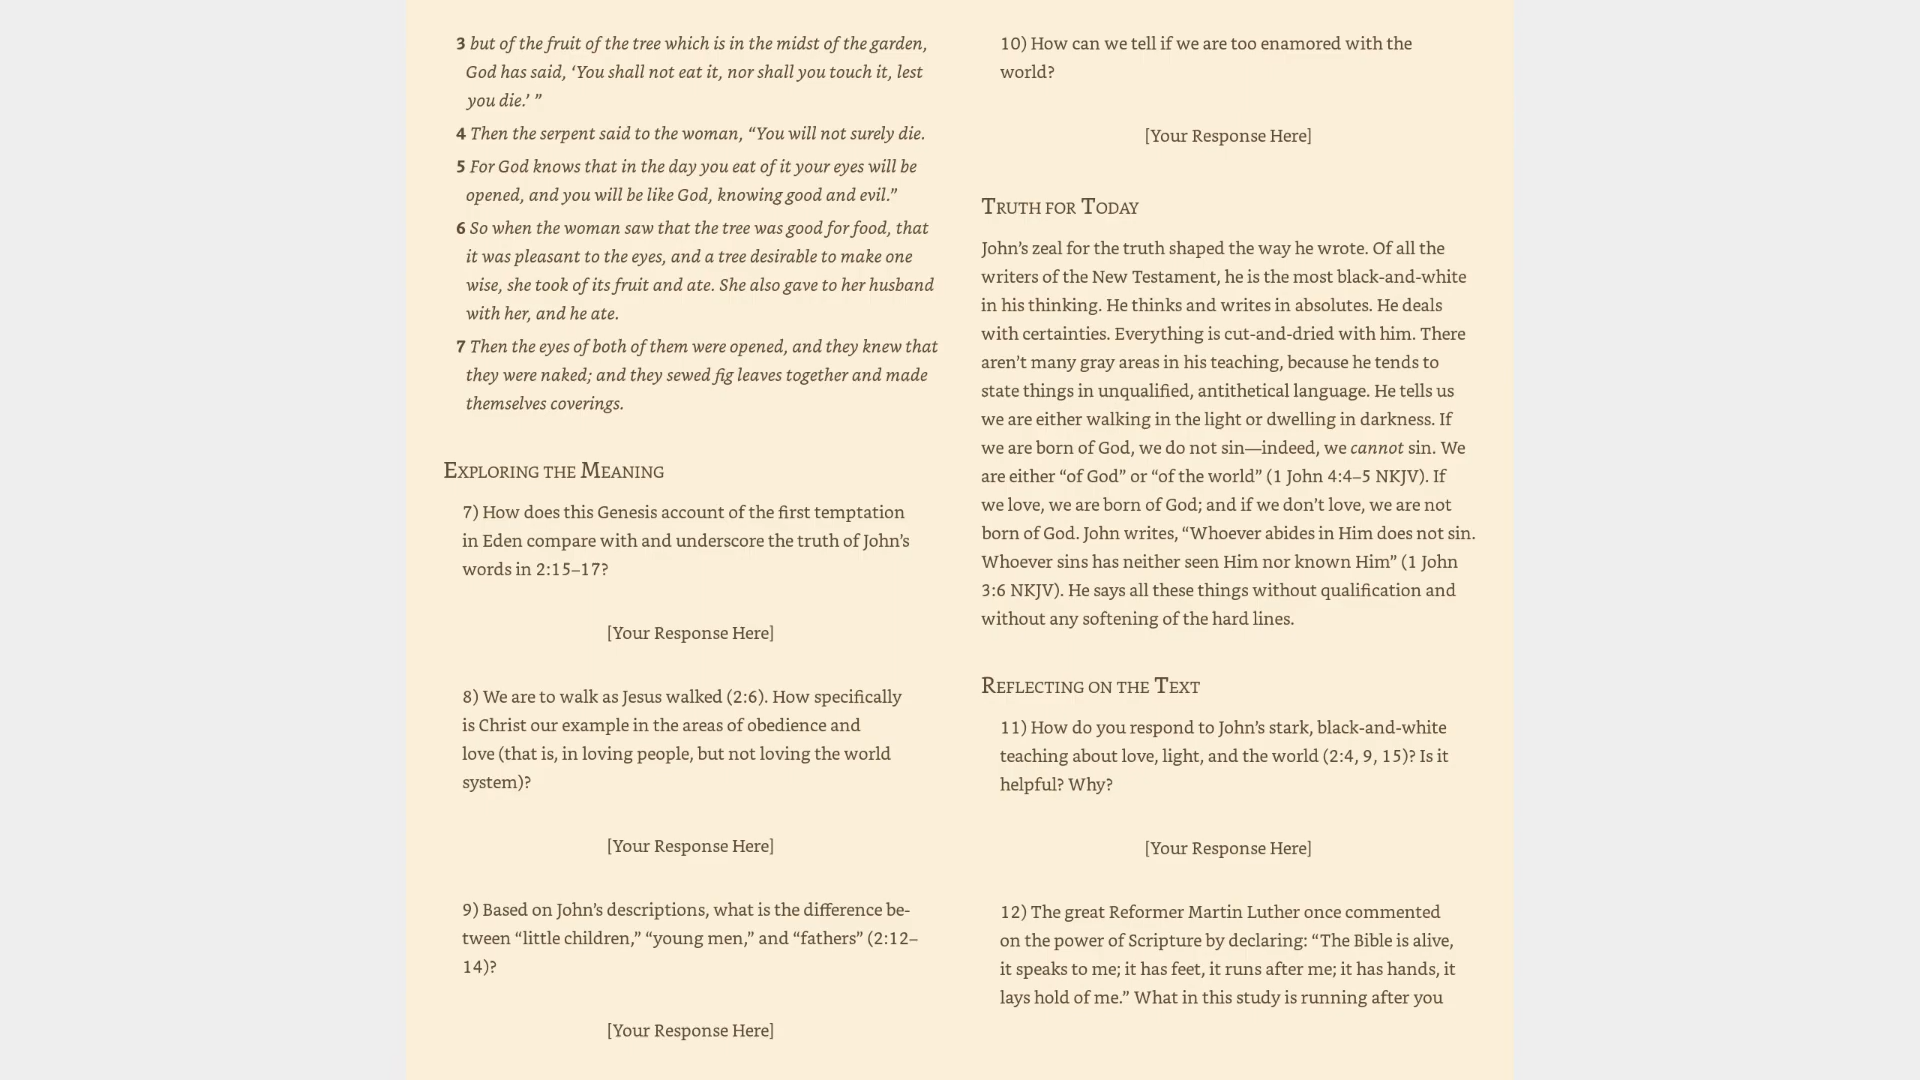 3 but of the fruit of the tree which is in the midst of the garden,
God has said, ‘You shall not eat it, nor shall you touch it, lest
you die.’ ”
4 Then the serpent said to the woman, “You will not surely die.
5 For God knows that in the day you eat of it your eyes will be
opened, and you will be like God, knowing good and evil.”
6 So when the woman saw that the tree was good for food, that
it was pleasant to the eyes, and a tree desirable to make one
wise, she took of its fruit and ate. She also gave to her husband
with her, and he ate.
7 Then the eyes of both of them were opened, and they knew that
they were naked; and they sewed fig leaves together and made
themselves coverings.
Exploring the Meaning
7) How does this Genesis account of the first temptation
in Eden compare with and underscore the truth of John’s
words in 2:15–17?
[Your Response Here]
8) We are to walk as Jesus walked (2:6). How specifically
is Christ our example in the areas of obedience and
love (that is, in loving people, but not loving the world
system)?
[Your Response Here]
9) Based on John’s descriptions, what is the difference be-
tween “little children,” “young men,” and “fathers” (2:12–
14)?
[Your Response Here]
10) How can we tell if we are too enamored with the
world?
[Your Response Here]
Truth for Today
John’s zeal for the truth shaped the way he wrote. Of all the
writers of the New Testament, he is the most black-and-white
in his thinking. He thinks and writes in absolutes. He deals
with certainties. Everything is cut-and-dried with him. There
aren’t many gray areas in his teaching, because he tends to
state things in unqualified, antithetical language. He tells us
we are either walking in the light or dwelling in darkness. If
we are born of God, we do not sin—indeed, we cannot sin. We
are either “of God” or “of the world” (1 John 4:4–5 NKJV). If
we love, we are born of God; and if we don’t love, we are not
born of God. John writes, “Whoever abides in Him does not sin.
Whoever sins has neither seen Him nor known Him” (1 John
3:6 NKJV). He says all these things without qualification and
without any softening of the hard lines.
Reflecting on the Text
11) How do you respond to John’s stark, black-and-white
teaching about love, light, and the world (2:4, 9, 15)? Is it
helpful? Why?
[Your Response Here]
12) The great Reformer Martin Luther once commented
on the power of Scripture by declaring: “The Bible is alive,
it speaks to me; it has feet, it runs after me; it has hands, it
lays hold of me.” What in this study is running after you